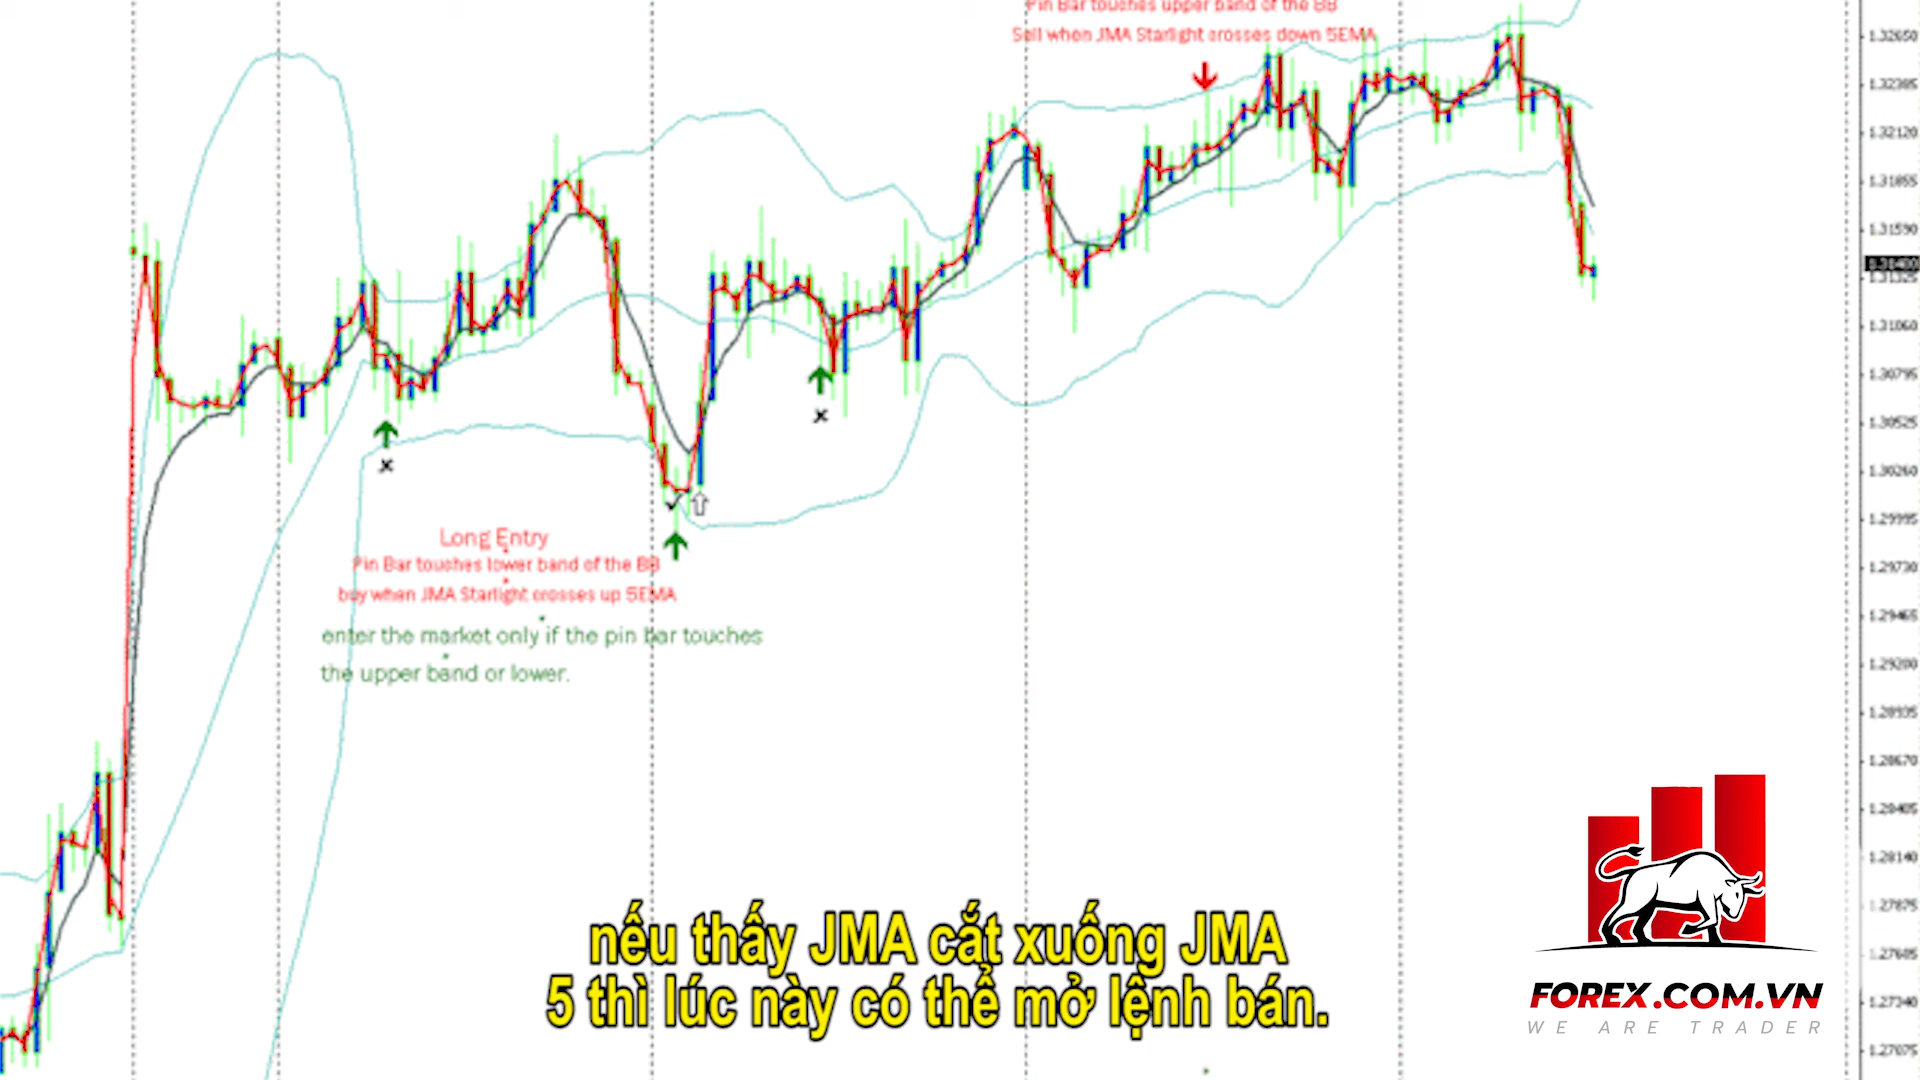 Pin Bar touches upper band of the BB
Sell when JMA Starlight crosses down 5EMA
1.32650
1.32385
1.32120
1.31855
1.31590
1.31400
1.31325
1.31060
1.30795
1.30525
1.30260
1.29995
1.29730
1.29465
1.29200
1.28935
1.28670
1.28405
1.28140
1.27875
1.27605
1.27340
1.27075
Long Entry
Pin Bar touches lower band of the BB
buy when JMA Starlight crosses up 5EMA
enter the market only if the pin bar touches
the upper band or lower.
nếu thấy JMA cắt xuống JMA
5 thì lúc này có thể mở lệnh bán.
FOREX.COM.VN
WE ARE TRADER